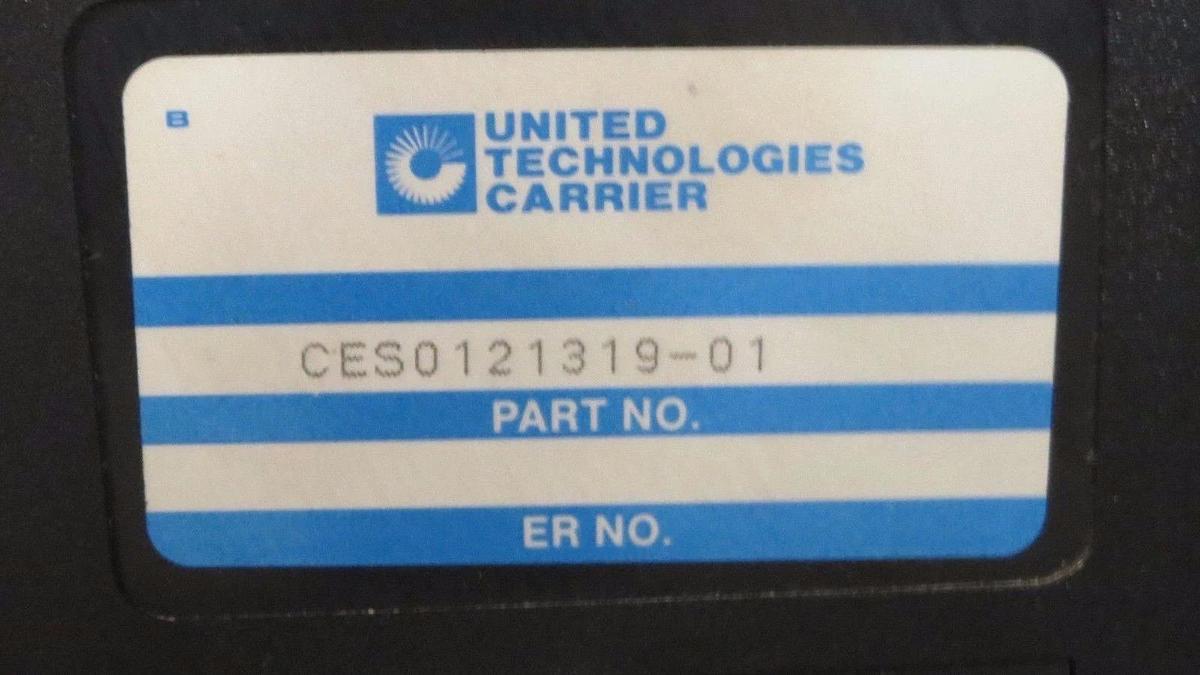 B
UNITED
TECHNOLOGIES
CARRIER
CES0121319-01
PART NO.
ER NO.